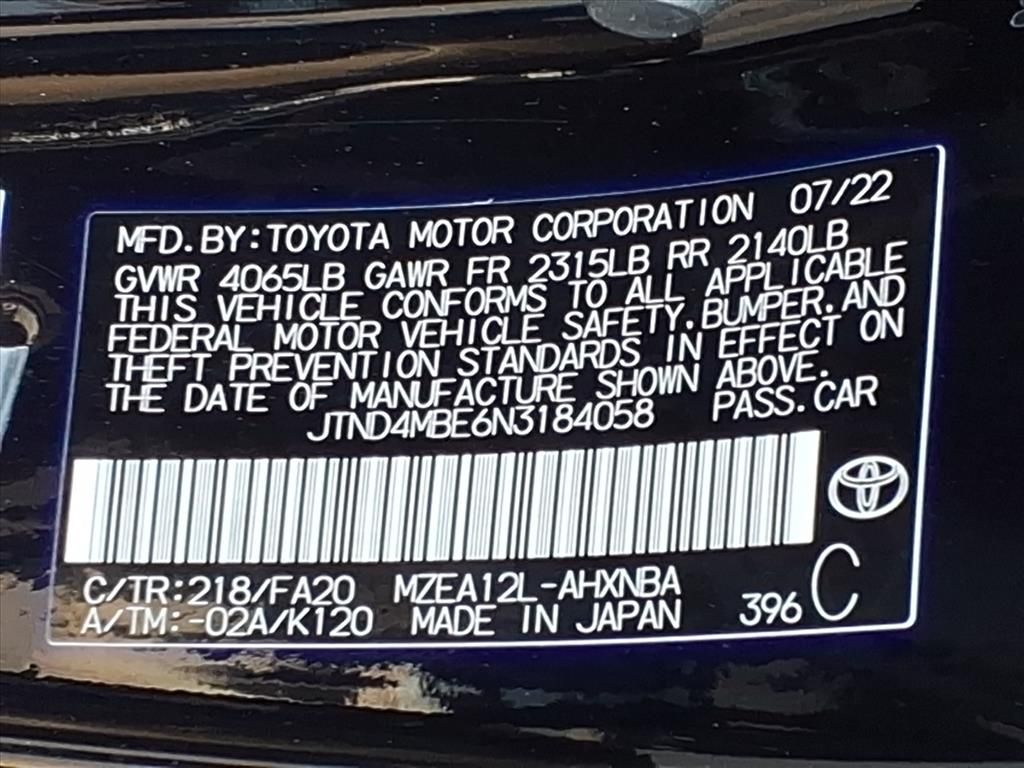 MFD.BY:TOYOTA MOTOR CORPORATION 07/22
GVWR 4065LB GAWR FR 2315LB RR 2140LB
THIS VEHICLE CONFORMS TO ALL APPLICABLE
FEDERAL MOTOR VEHICLE SAFETY,BUMPER,AND
THEFT PREVENTION STANDARDS IN EFFECT ON
THE DATE OF MANUFACTURE SHOWN ABOVE.
JTND4MBE6N3184058 PASS.CAR
C/TR:218/FA20 MZEA12L-AHXNBA
A/TM:-02A/K120 MADE IN JAPAN 396 C